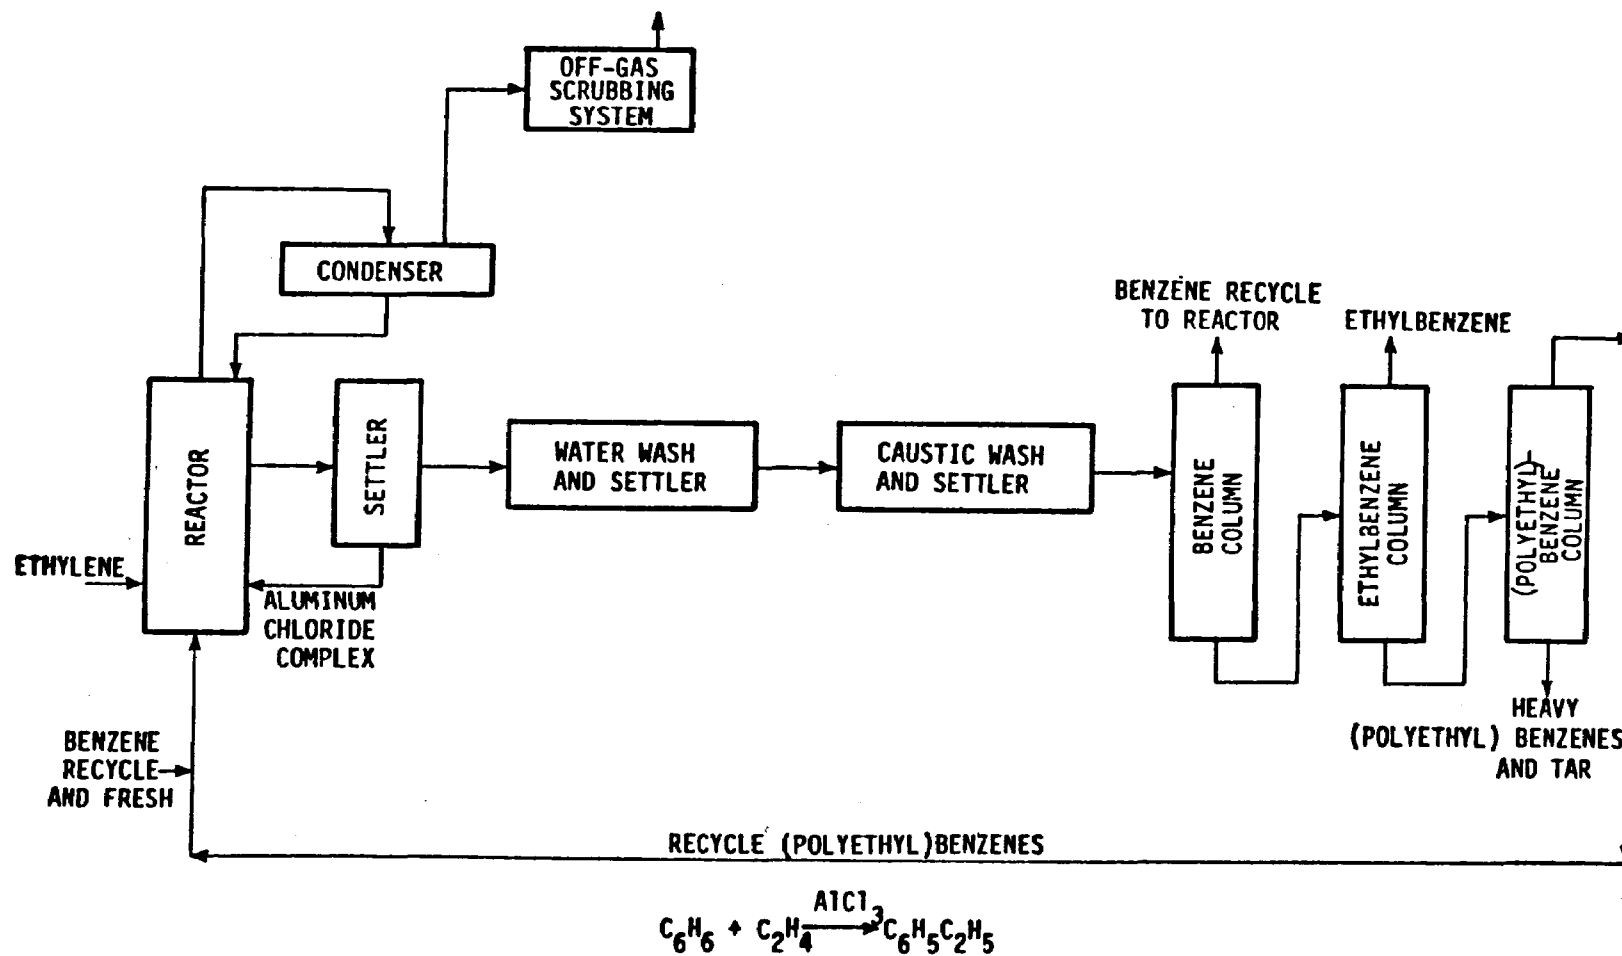 OFF-GAS
SCRUBBING
SYSTEM
CONDENSER
BENZENE RECYCLE
TO REACTOR
ETHYLBENZENE
REACTOR
SETTLER
WATER WASH
AND SETTLER
CAUSTIC WASH
AND SETTLER
BENZENE
COLUMN
ETHYLBENZENE
COLUMN
(POLYETHYL)-
BENZENE
COLUMN
ETHYLENE
ALUMINUM
CHLORIDE
COMPLEX
HEAVY
(POLYETHYL) BENZENES
AND TAR
BENZENE
RECYCLE
AND FRESH
RECYCLE (POLYETHYL)BENZENES
AlCl3
C6H6 + C2H4 → C6H5C2H5